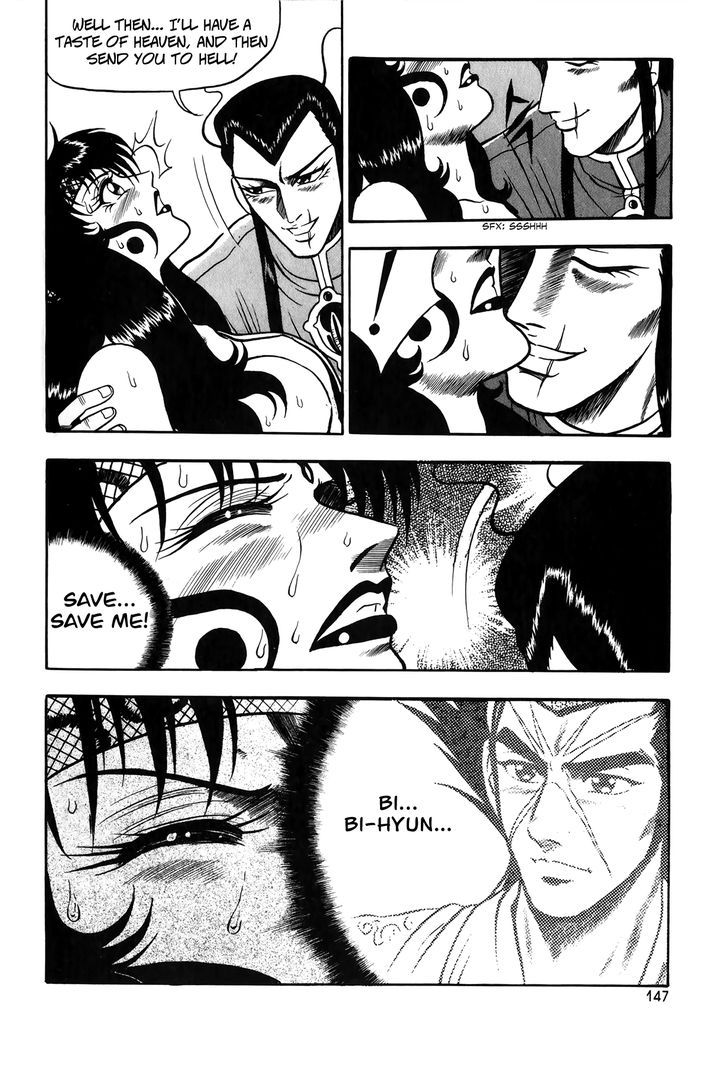 WELL THEN... I'LL HAVE A
TASTE OF HEAVEN, AND THEN
SEND YOU TO HELL!
SFX: SSSHHH
SAVE...
SAVE ME!
BI...
BI-HYUN...
147